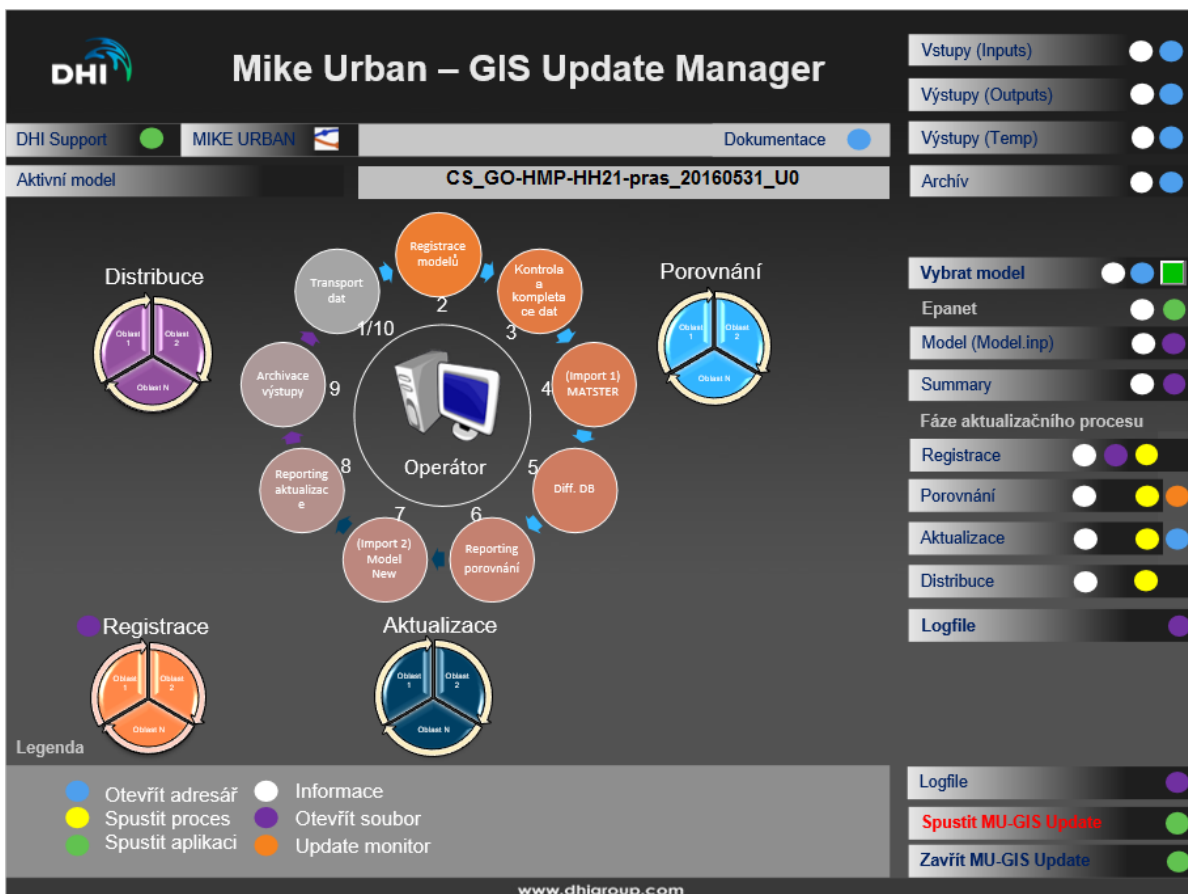 DHI
Mike Urban – GIS Update Manager
DHI Support
MIKE URBAN
Dokumentace
Aktivní model
CS_GO-HMP-HH21-pras_20160531_U0
Vstupy (Inputs)
Výstupy (Outputs)
Výstupy (Temp)
Archív
Distribuce
Oblast
1
Oblast
2
Oblast N
Transport
dat
1/10
Registrace
modelů
2
Kontrola
a
kompleta
ce dat
3
(Import 1)
MATSTER
4
Diff. DB
5
Reporting
porovnání
6
(Import 2)
Model
New
7
Reporting
aktualizac
e
8
Archivace
výstupy
9
Operátor
Porovnání
Oblast
1
Oblast
2
Oblast N
Registrace
Oblast
1
Oblast
2
Oblast N
Aktualizace
Oblast
1
Oblast
2
Oblast N
Vybrat model
Epanet
Model (Model.inp)
Summary
Fáze aktualizačního procesu
Registrace
Porovnání
Aktualizace
Distribuce
Logfile
Legenda
Otevřít adresář
Informace
Spustit proces
Otevřít soubor
Spustit aplikaci
Update monitor
Logfile
Spustit MU-GIS Update
Zavřít MU-GIS Update
www.dhigroup.com